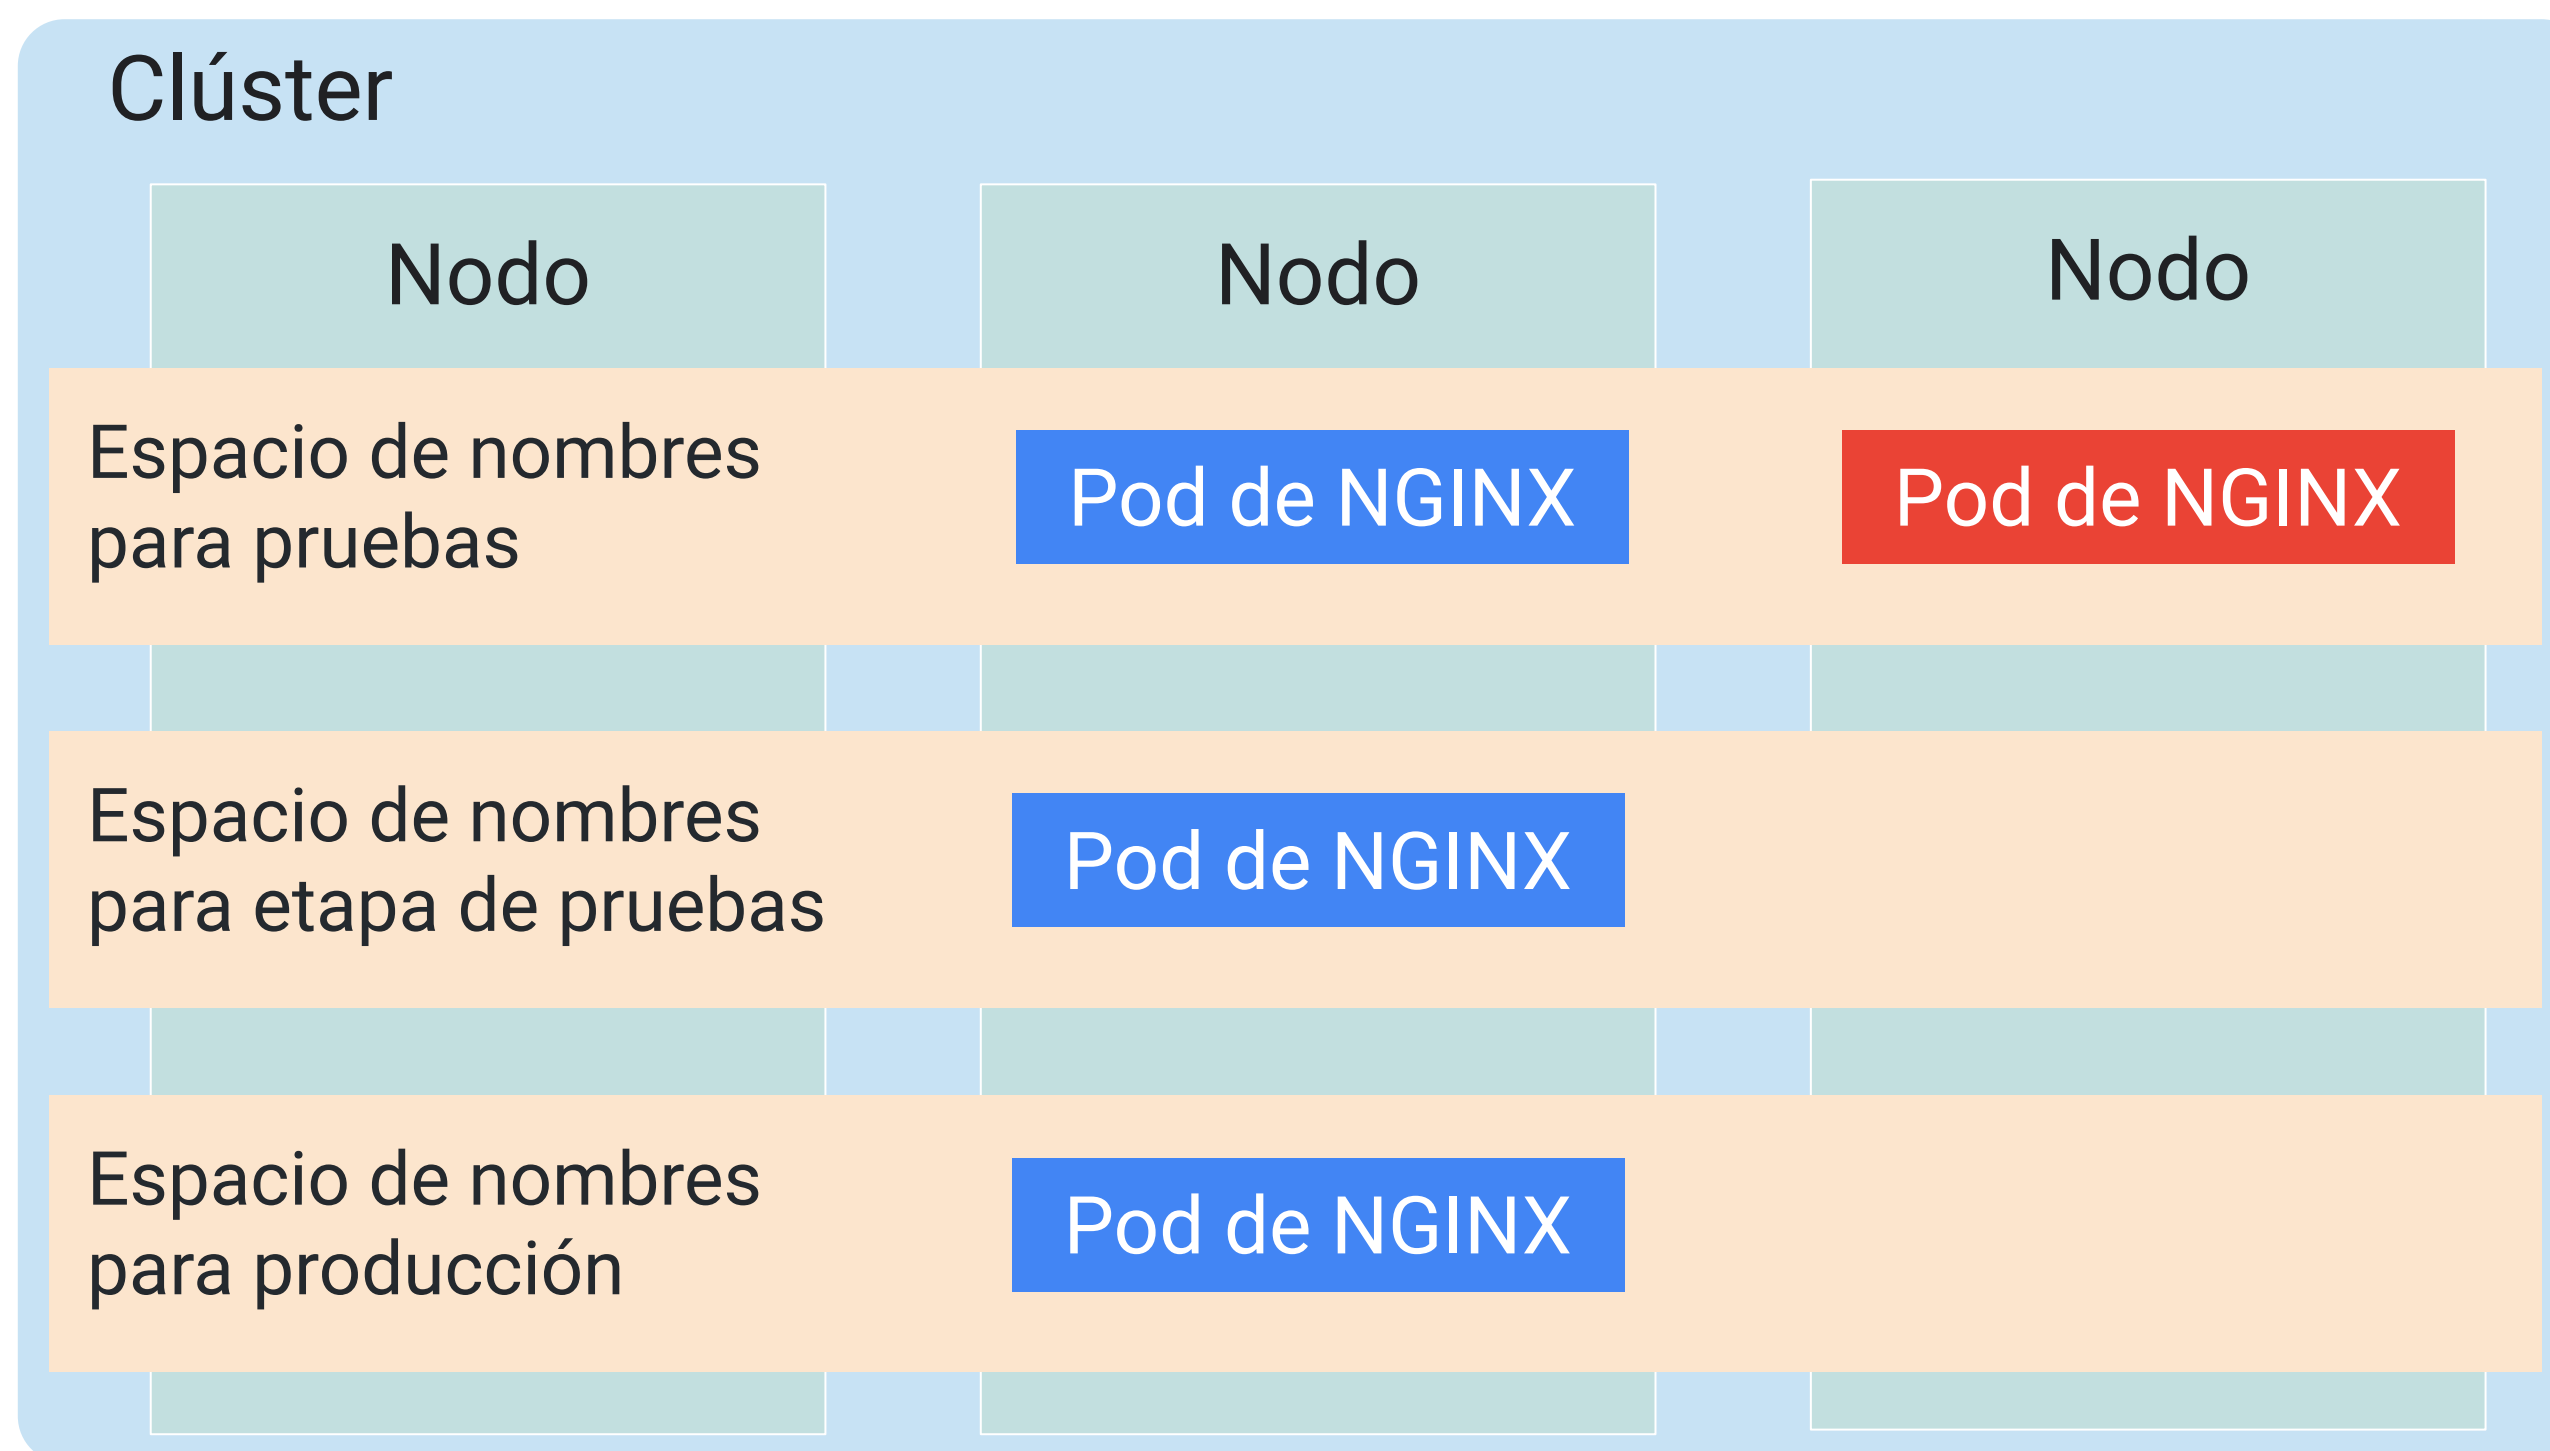 Clúster
Nodo
Nodo
Nodo
Espacio de nombres
para pruebas
Pod de NGINX
Pod de NGINX
Espacio de nombres
para etapa de pruebas
Pod de NGINX
Espacio de nombres
para producción
Pod de NGINX